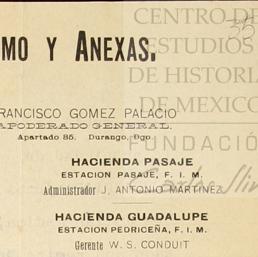 CENTRO DE
ESTUDIOS
DE HISTORIA
DE MEXICO
FUNDACIÓN
MO Y ANEXAS.
FRANCISCO GOMEZ PALACIO
APODERADO GENERAL.
Apartado 85. Durango, Dgo.
HACIENDA PASAJE
ESTACION PASAJE, F. I. M.
Administrador J. ANTONIO MARTINEZ.
HACIENDA GUADALUPE
ESTACION PEDRICEÑA, F. I. M.
Gerente W. S. CONDUIT